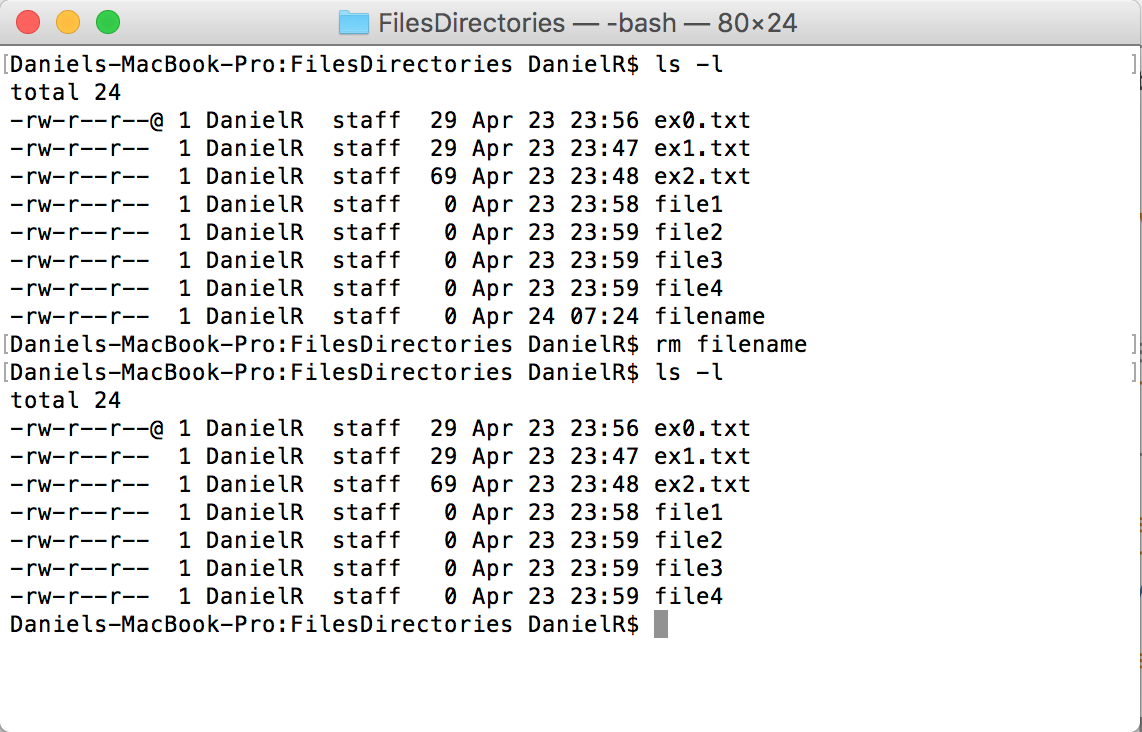 FilesDirectories — -bash — 80×24
[Daniels-MacBook-Pro:FilesDirectories DanielR$ ls -l ]
total 24
-rw-r--r--@ 1 DanielR  staff  29 Apr 23 23:56 ex0.txt
-rw-r--r--  1 DanielR  staff  29 Apr 23 23:47 ex1.txt
-rw-r--r--  1 DanielR  staff  69 Apr 23 23:48 ex2.txt
-rw-r--r--  1 DanielR  staff   0 Apr 23 23:58 file1
-rw-r--r--  1 DanielR  staff   0 Apr 23 23:59 file2
-rw-r--r--  1 DanielR  staff   0 Apr 23 23:59 file3
-rw-r--r--  1 DanielR  staff   0 Apr 23 23:59 file4
-rw-r--r--  1 DanielR  staff   0 Apr 24 07:24 filename
[Daniels-MacBook-Pro:FilesDirectories DanielR$ rm filename ]
[Daniels-MacBook-Pro:FilesDirectories DanielR$ ls -l ]
total 24
-rw-r--r--@ 1 DanielR  staff  29 Apr 23 23:56 ex0.txt
-rw-r--r--  1 DanielR  staff  29 Apr 23 23:47 ex1.txt
-rw-r--r--  1 DanielR  staff  69 Apr 23 23:48 ex2.txt
-rw-r--r--  1 DanielR  staff   0 Apr 23 23:58 file1
-rw-r--r--  1 DanielR  staff   0 Apr 23 23:59 file2
-rw-r--r--  1 DanielR  staff   0 Apr 23 23:59 file3
-rw-r--r--  1 DanielR  staff   0 Apr 23 23:59 file4
Daniels-MacBook-Pro:FilesDirectories DanielR$